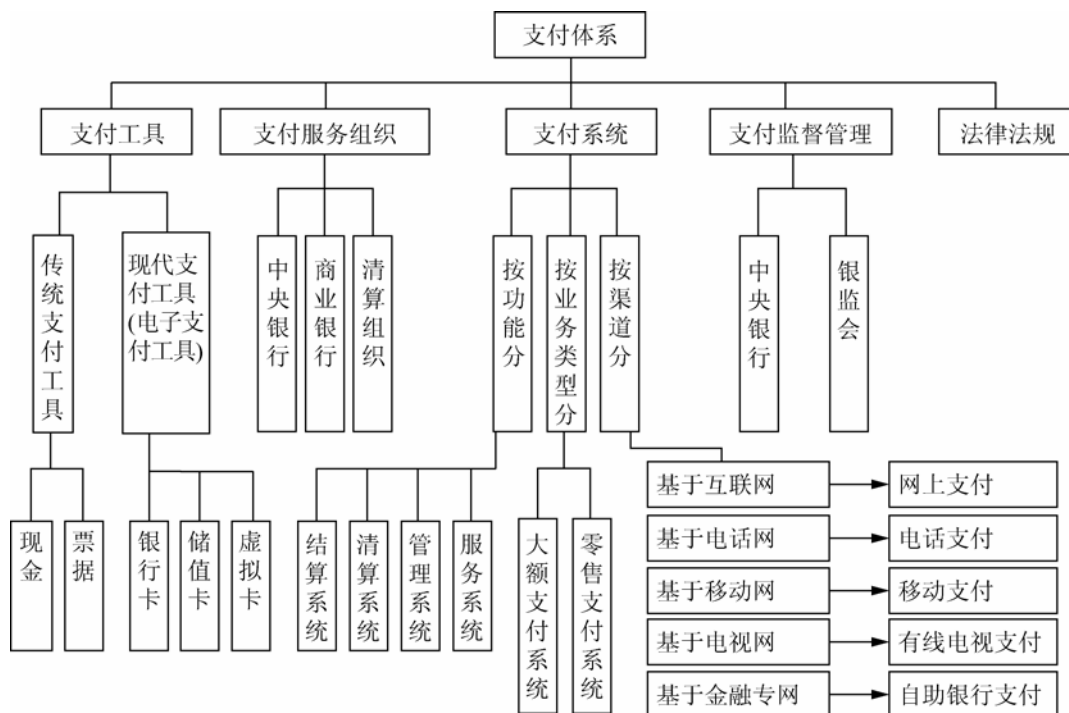 支付体系
支付工具
支付服务组织
支付系统
支付监督管理
法律法规
传统支付工具
现代支
付工具
(电子支
付工具)
中央银行
商业银行
清算组织
按功能分
按业务类型分
按渠道分
中央银行
银监会
现金
票据
银行卡
储值卡
虚拟卡
结算系统
清算系统
管理系统
服务系统
大额支付系统
零售支付系统
基于互联网
网上支付
基于电话网
电话支付
基于移动网
移动支付
基于电视网
有线电视支付
基于金融专网
自助银行支付